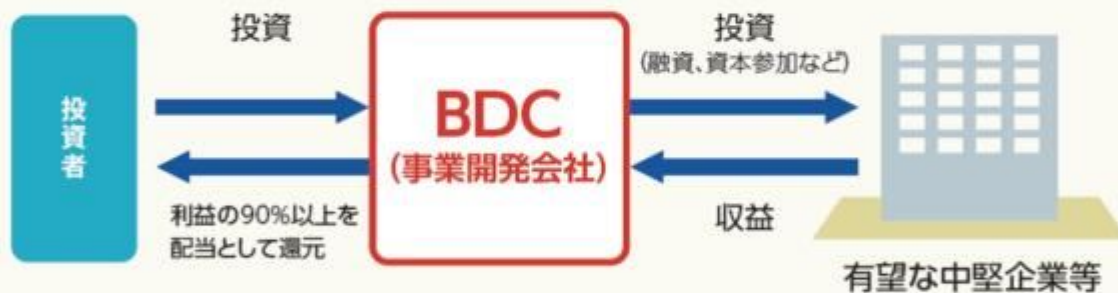 投資者
投資
利益の90%以上を
配当として還元
BDC
(事業開発会社)
投資
(融資、資本参加など)
収益
有望な中堅企業等